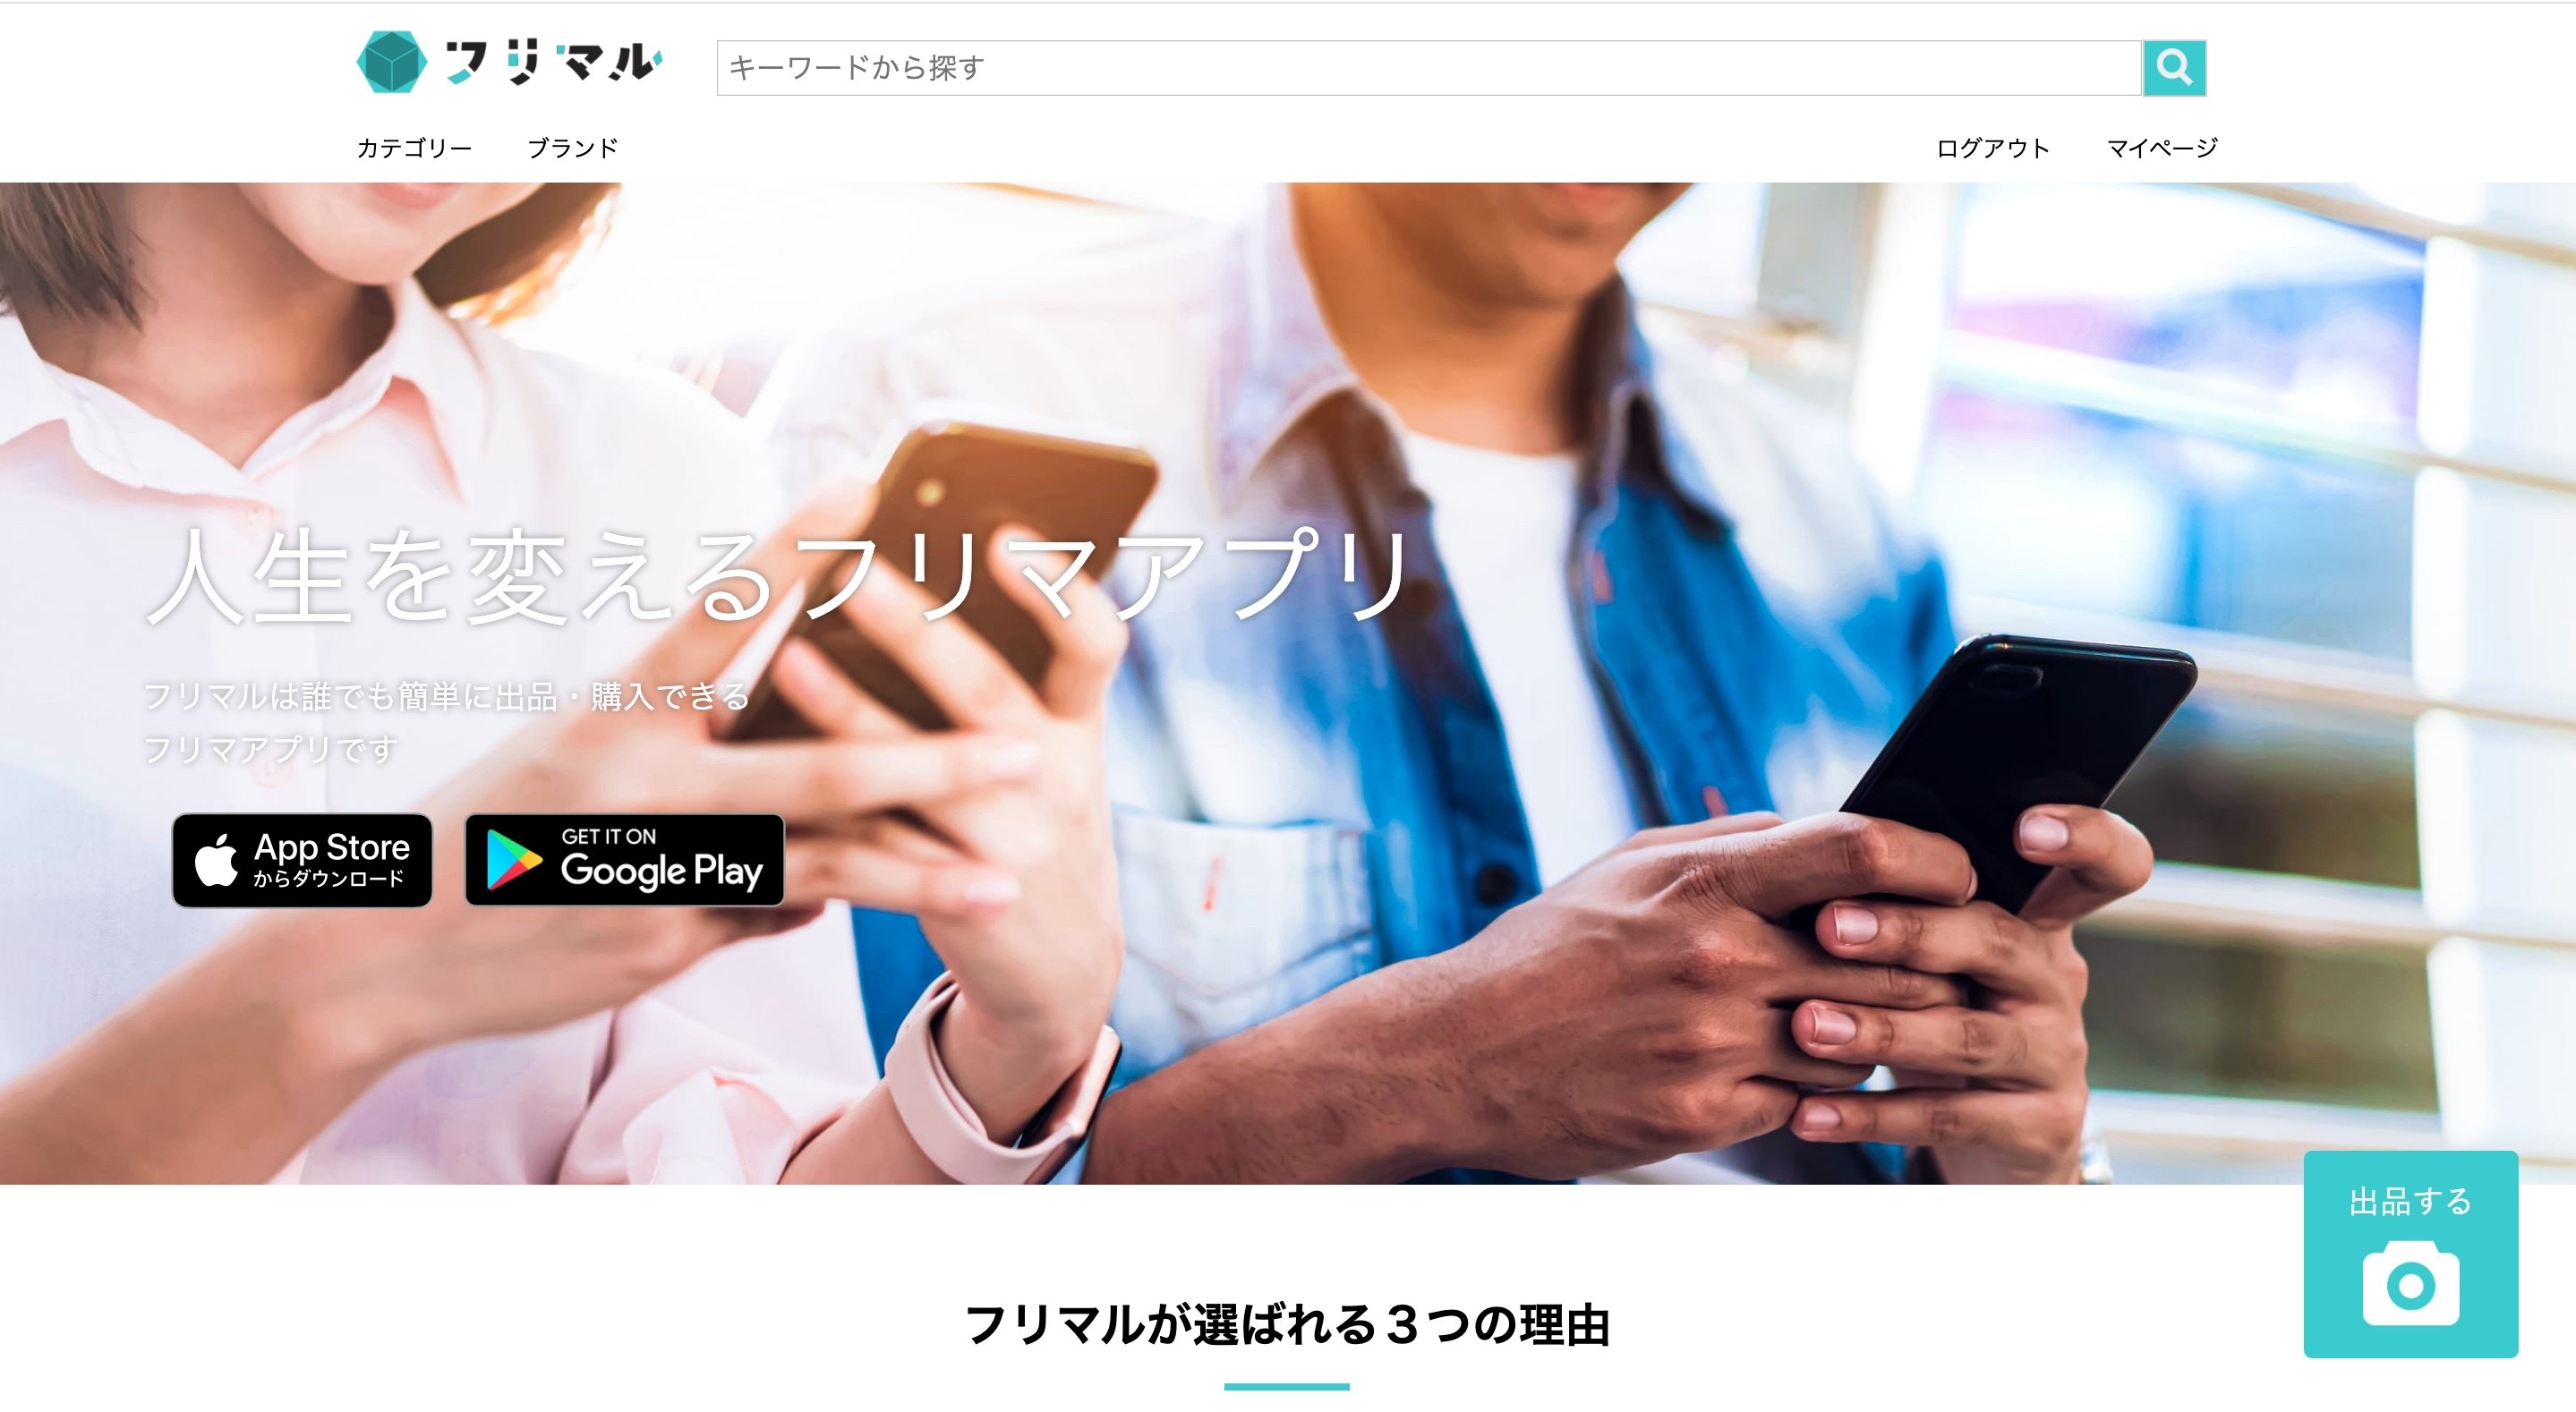 フリマル
キーワードから探す
カテゴリー ブランド ログアウト マイページ
人生を変えるフリマアプリ
フリマルは誰でも簡単に出品・購入できる
フリマアプリです
App Store
からダウンロード
GET IT ON
Google Play
出品する
フリマルが選ばれる３つの理由